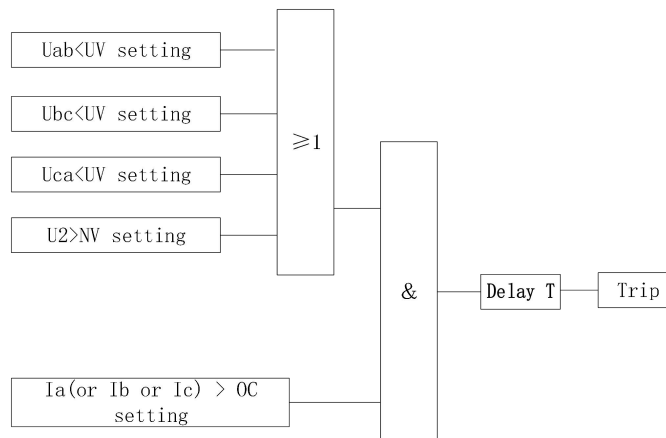 Uab<UV setting
Ubc<UV setting
Uca<UV setting
U2>NV setting
≥1
&
Delay T
Trip
Ia(or Ib or Ic) > OC
setting